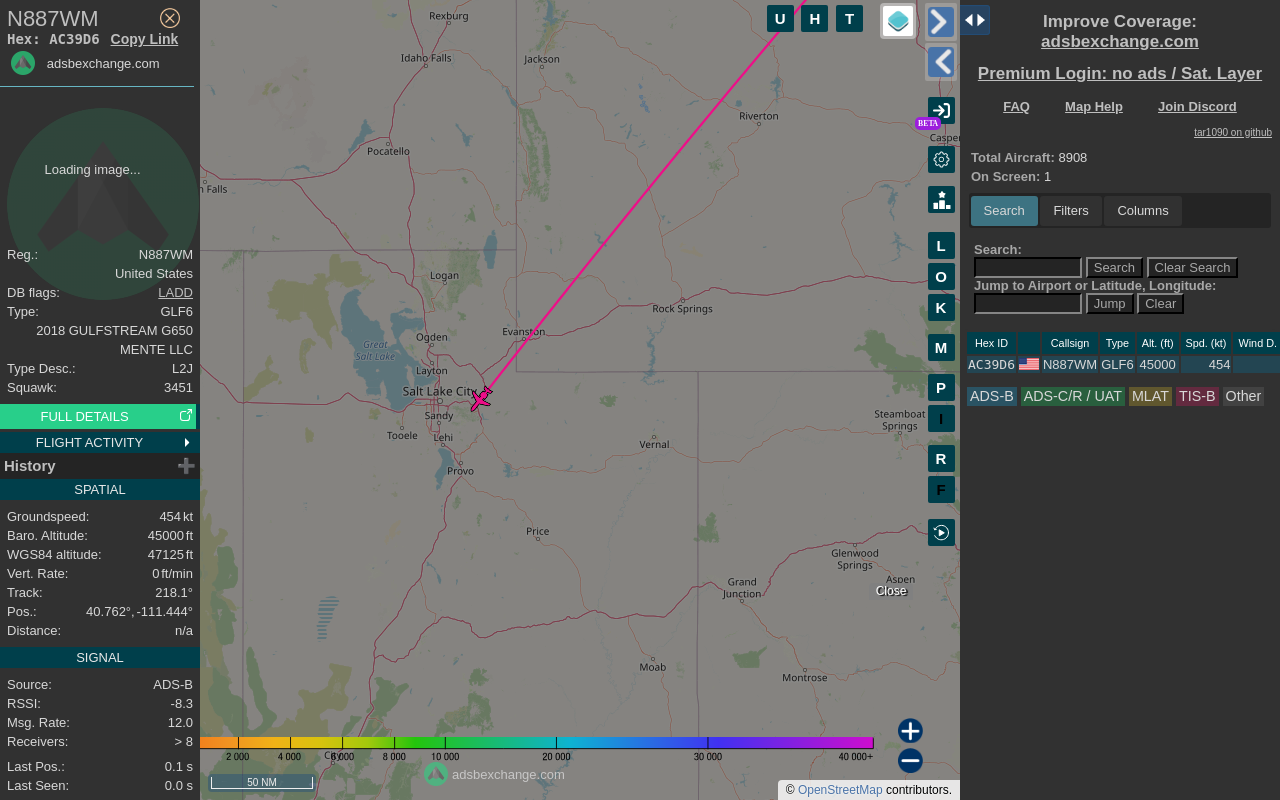 N887WM
Hex: AC39D6 Copy Link
adsbexchange.com
Loading image...
Reg.: N887WM
United States
DB flags: LADD
Type: GLF6
2018 GULFSTREAM G650
MENTE LLC
Type Desc.: L2J
Squawk: 3451
FULL DETAILS
FLIGHT ACTIVITY
History
SPATIAL
Groundspeed: 454 kt
Baro. Altitude: 45000 ft
WGS84 altitude: 47125 ft
Vert. Rate: 0 ft/min
Track: 218.1°
Pos.: 40.762°, -111.444°
Distance: n/a
SIGNAL
Source: ADS-B
RSSI: -8.3
Msg. Rate: 12.0
Receivers: > 8
Last Pos.: 0.1 s
Last Seen: 0.0 s
Rexburg
Idaho Falls
Jackson
Riverton
Casper
Pocatello
n Falls
Logan
Rock Springs
Evanston
Ogden
Great
Salt Lake
Layton
Salt Lake City
Sandy
Tooele
Lehi
Provo
Vernal
Steamboat
Springs
Price
Glenwood
Springs
Aspen
Grand
Junction
Close
Moab
Montrose
U H T
BETA
L
O
K
M
P
I
R
F
2 000 4 000 6 000 8 000 10 000 20 000 30 000 40 000+
50 NM
adsbexchange.com
© OpenStreetMap contributors.
Improve Coverage:
adsbexchange.com
Premium Login: no ads / Sat. Layer
FAQ Map Help Join Discord
tar1090 on github
Total Aircraft: 8908
On Screen: 1
Search Filters Columns
Search:
Search Clear Search
Jump to Airport or Latitude, Longitude:
Jump Clear
Hex ID Callsign Type Alt. (ft) Spd. (kt) Wind D.
AC39D6 N887WM GLF6 45000 454
ADS-B ADS-C/R / UAT MLAT TIS-B Other